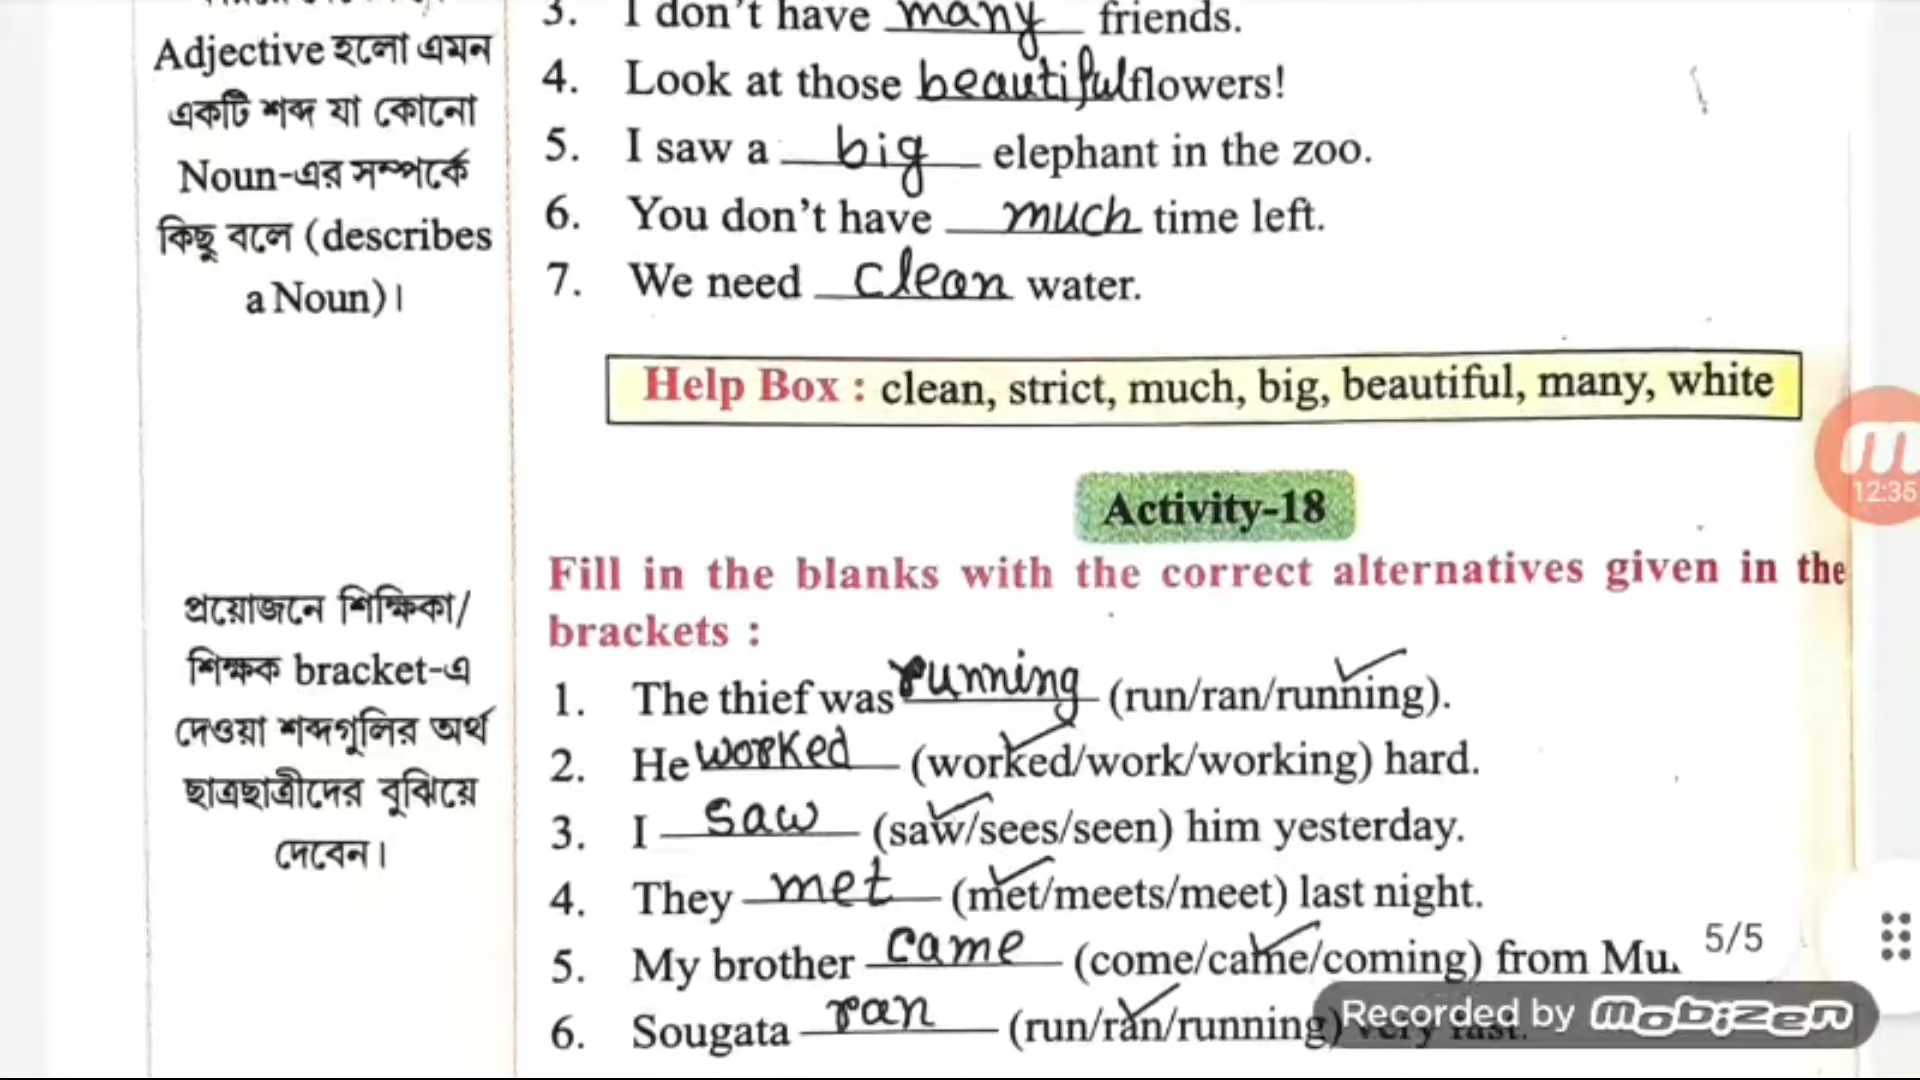 Adjective হলো এমন
একটি শব্দ যা কোনো
Noun-এর সম্পর্কে
কিছু বলে (describes
a Noun)।
প্রয়োজনে শিক্ষিকা/
শিক্ষক bracket-এ
দেওয়া শব্দগুলির অর্থ
ছাত্রছাত্রীদের বুঝিয়ে
দেবেন।
3. I don't have many friends.
4. Look at those beautiful flowers!
5. I saw a big elephant in the zoo.
6. You don't have much time left.
7. We need clean water.
Help Box : clean, strict, much, big, beautiful, many, white
Activity-18
Fill in the blanks with the correct alternatives given in the
brackets :
1. The thief was running (run/ran/running).
2. He worked (worked/work/working) hard.
3. I saw (saw/sees/seen) him yesterday.
4. They met (met/meets/meet) last night.
5. My brother came (come/came/coming) from
6. Sougata ran (run/ran/running) very fast.
12:35
5/5
Recorded by mobizen